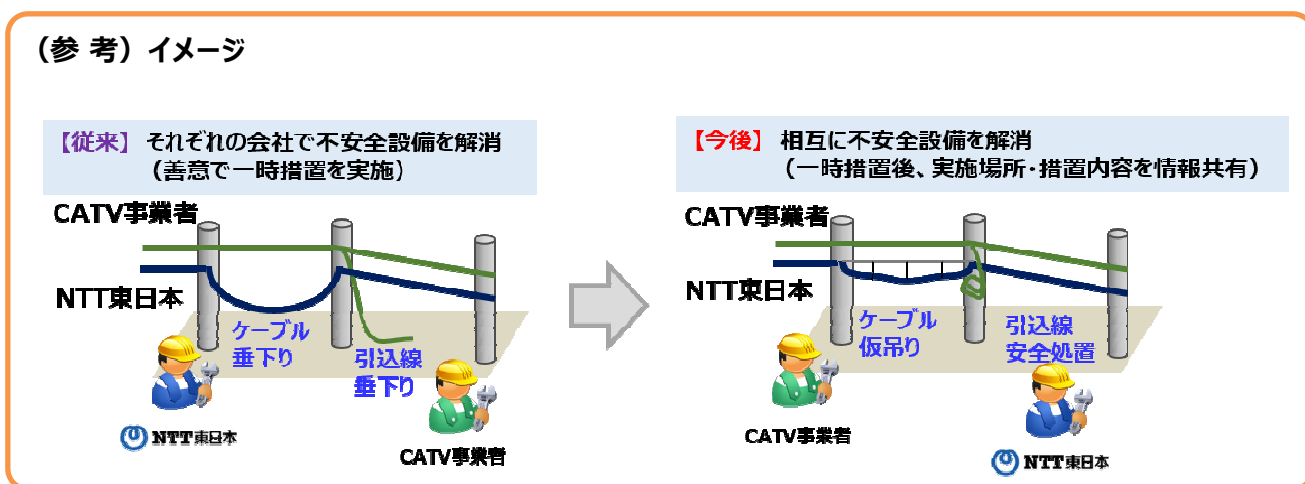 （参 考）イメージ
【従来】 それぞれの会社で不安全設備を解消
（善意で一時措置を実施）
CATV事業者
NTT東日本
ケーブル
垂下り
引込線
垂下り
NTT東日本
CATV事業者
【今後】 相互に不安全設備を解消
（一時措置後、実施場所・措置内容を情報共有）
CATV事業者
NTT東日本
ケーブル
仮吊り
引込線
安全処置
CATV事業者
NTT東日本